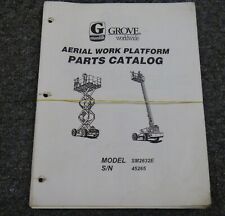 G GROVE
worldwide
AERIAL WORK PLATFORM
PARTS CATALOG
MODEL SM2632E
S/N 45265